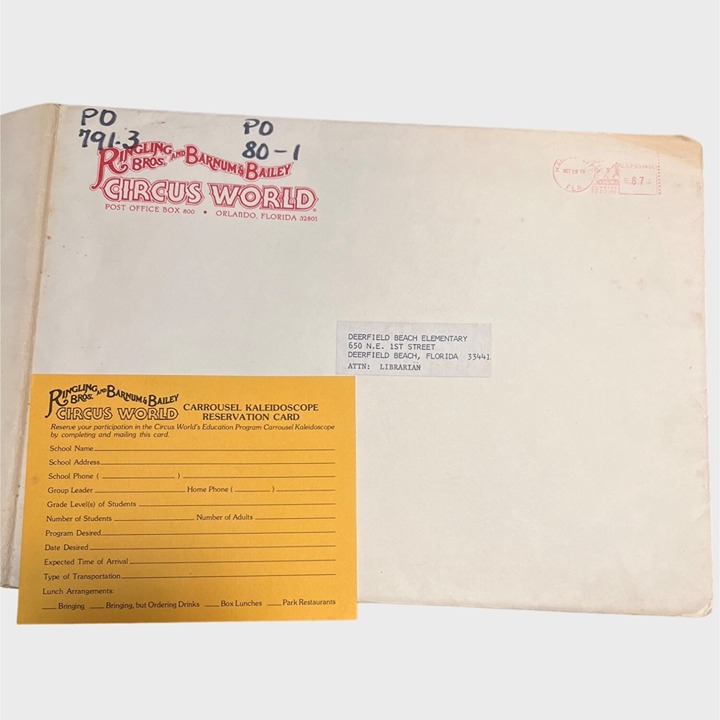 PO
791.3
PO
80-1
RINGLING BROS. AND BARNUM & BAILEY
CIRCUS WORLD
POST OFFICE BOX 800 • ORLANDO, FLORIDA 32801
FLA
U.S. POSTAGE
67
DEERFIELD BEACH ELEMENTARY
650 N.E. 1ST STREET
DEERFIELD BEACH, FLORIDA 33441
ATTN: LIBRARIAN
RINGLING BROS. AND BARNUM & BAILEY
CIRCUS WORLD
CARROUSEL KALEIDOSCOPE
RESERVATION CARD
Reserve your participation in the Circus World's Education Program Carrousel Kaleidoscope
by completing and mailing this card.
School Name
School Address
School Phone ( )
Group Leader Home Phone ( )
Grade Level(s) of Students
Number of Students Number of Adults
Program Desired
Date Desired
Expected Time of Arrival
Type of Transportation
Lunch Arrangements:
Bringing Bringing, but Ordering Drinks Box Lunches Park Restaurants